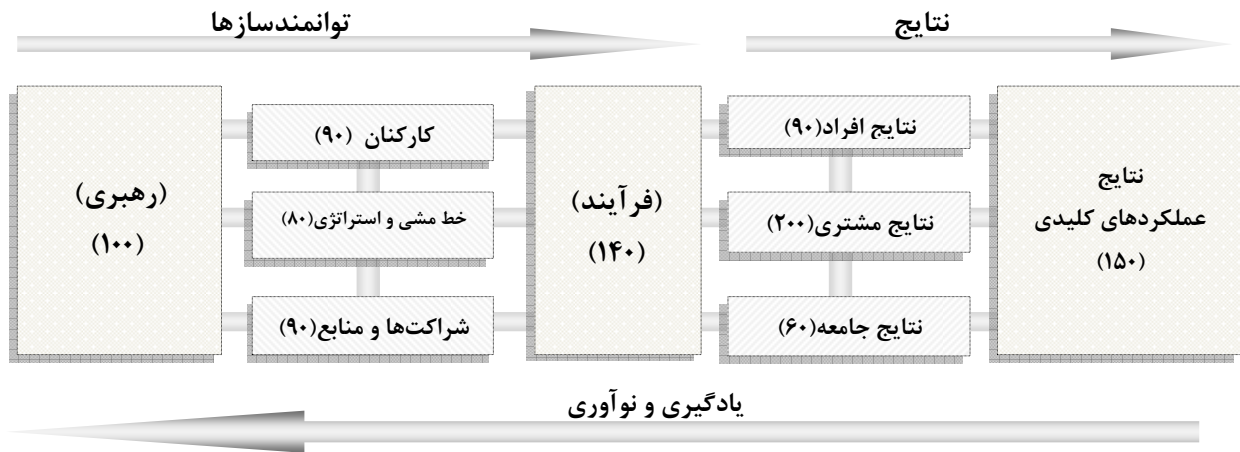 توانمندسازها
نتایج
(رهبری)
(۱۰۰)
کارکنان (۹۰)
خط مشی و استراتژی(۸۰)
شراکت‌ها و منابع(۹۰)
(فرآیند)
(۱۴۰)
نتایج افراد(۹۰)
نتایج مشتری(۲۰۰)
نتایج جامعه(۶۰)
نتایج
عملکردهای کلیدی
(۱۵۰)
یادگیری و نوآوری